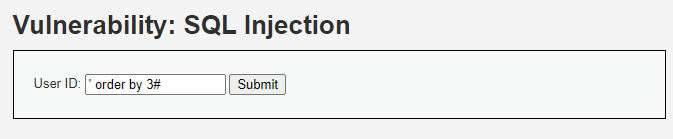 Vulnerability: SQL Injection
User ID: ' order by 3# Submit